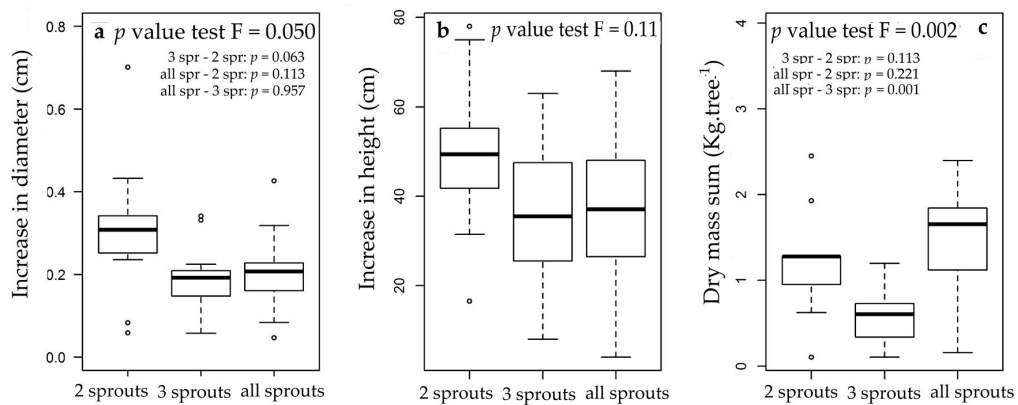 a p value test F = 0.050
3 spr - 2 spr: p = 0.063
all spr - 2 spr: p = 0.113
all spr - 3 spr: p = 0.957
Increase in diameter (cm)
0.8
0.6
0.4
0.2
0.0
2 sprouts 3 sprouts all sprouts
b p value test F = 0.11
Increase in height (cm)
80
60
40
20
2 sprouts 3 sprouts all sprouts
p value test F = 0.002 c
3 spr - 2 spr: p = 0.113
all spr - 2 spr: p = 0.221
all spr - 3 spr: p = 0.001
Dry mass sum (Kg.tree-1)
4
3
2
1
0
2 sprouts 3 sprouts all sprouts